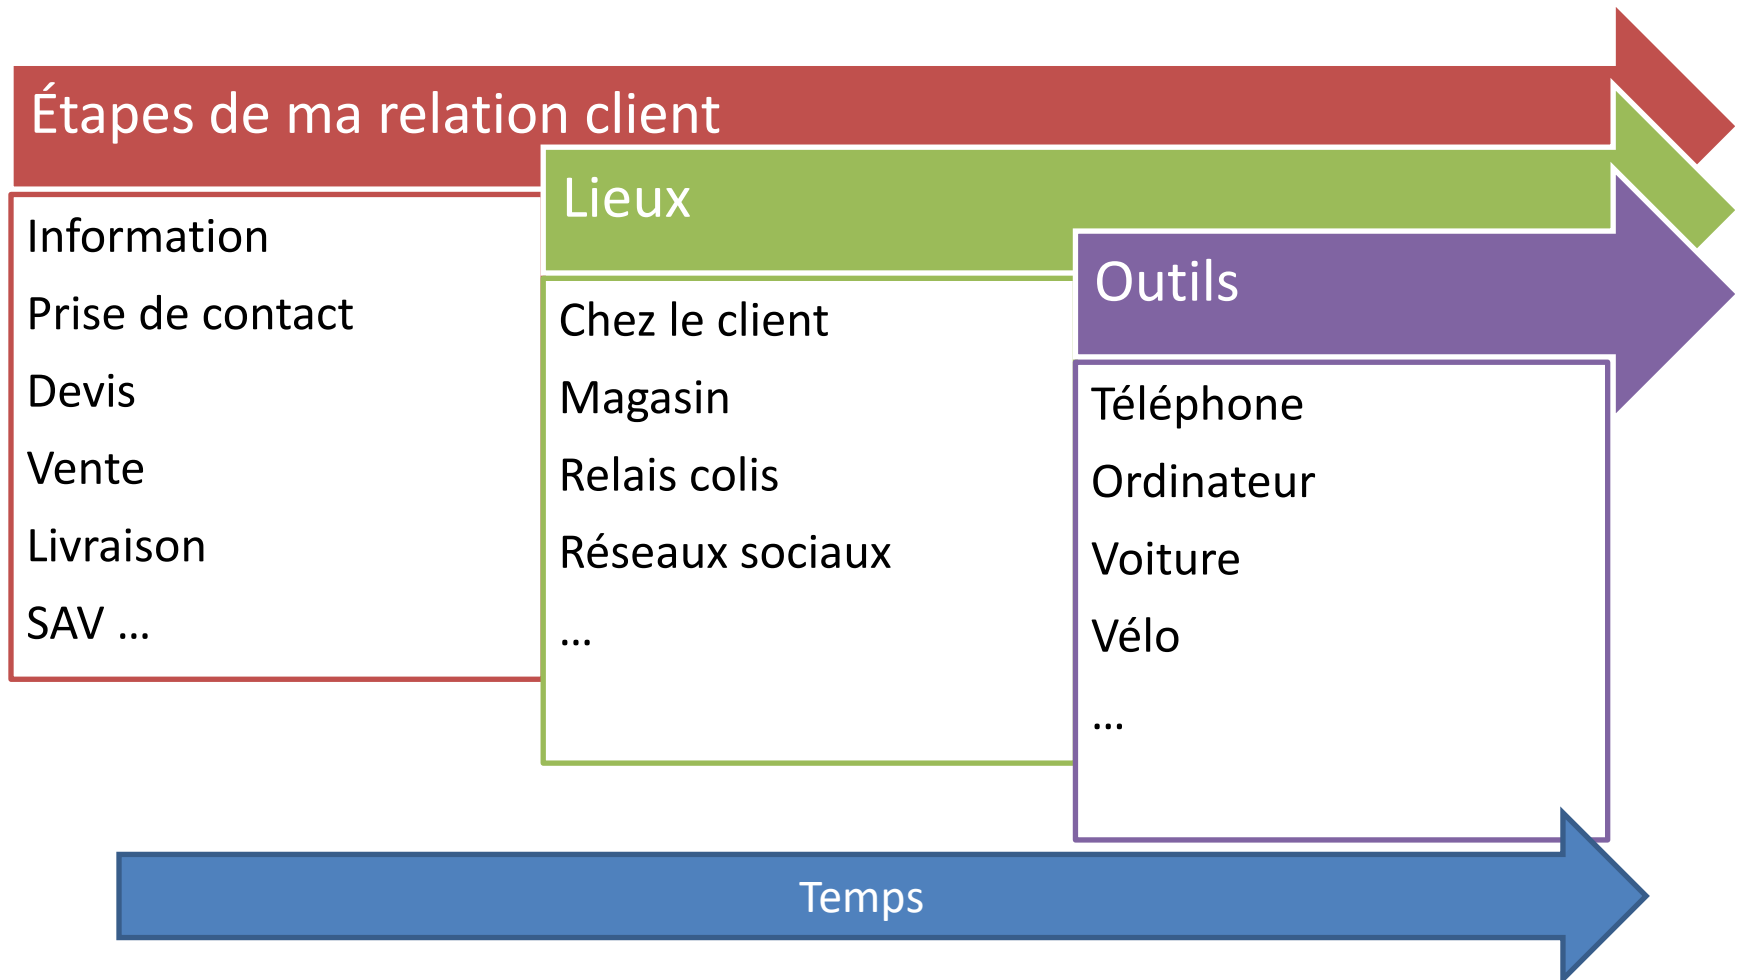 Étapes de ma relation client
Information
Prise de contact
Devis
Vente
Livraison
SAV ...
Lieux
Chez le client
Magasin
Relais colis
Réseaux sociaux
...
Outils
Téléphone
Ordinateur
Voiture
Vélo
...
Temps